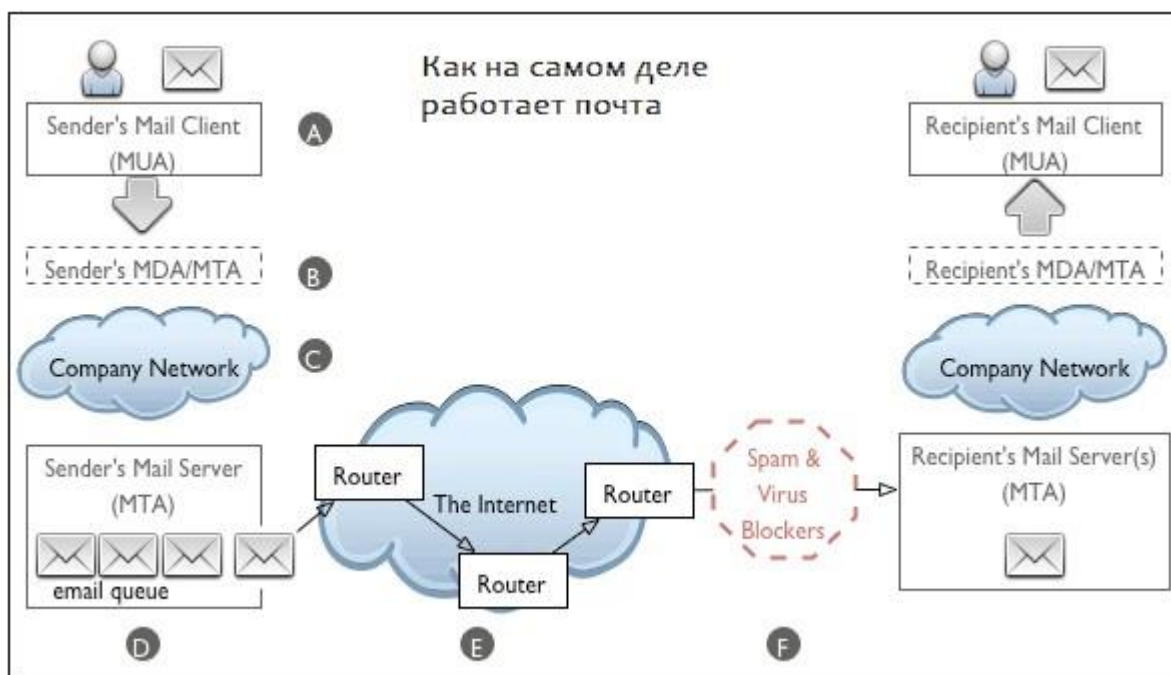 Как на самом деле
работает почта
Sender's Mail Client
(MUA)
A
Recipient's Mail Client
(MUA)
Sender's MDA/MTA
B
Recipient's MDA/MTA
Company Network
C
Company Network
Sender's Mail Server
(MTA)
email queue
Router
The Internet
Router
Router
Spam &
Virus
Blockers
Recipient's Mail Server(s)
(MTA)
D
E
F